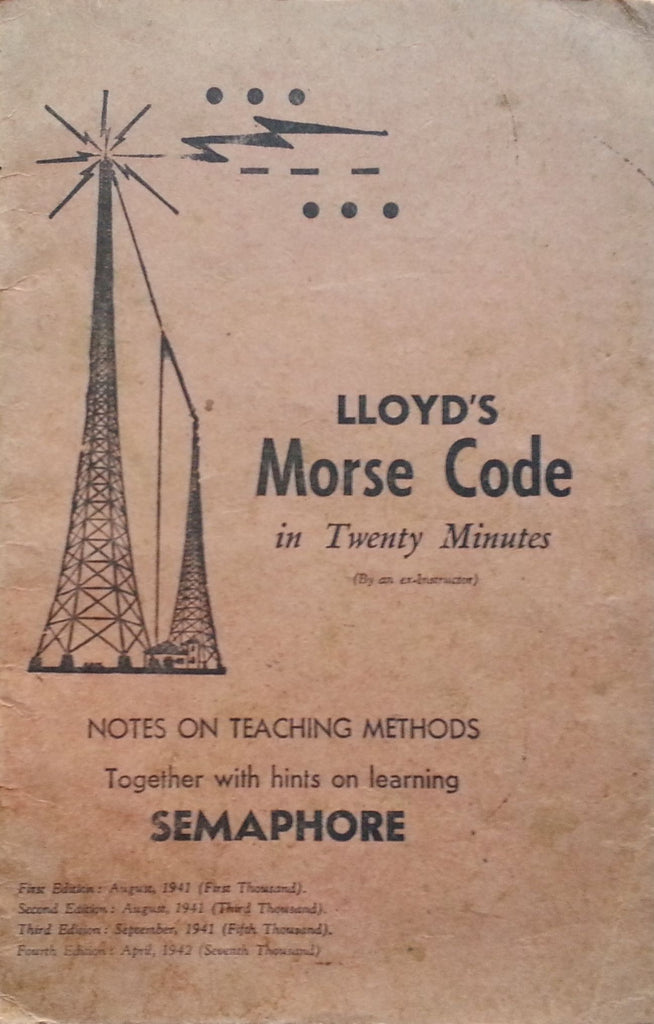 LLOYD'S
Morse Code
in Twenty Minutes
(By an ex-Instructor)
NOTES ON TEACHING METHODS
Together with hints on learning
SEMAPHORE
First Edition: August, 1941 (First Thousand).
Second Edition: August, 1941 (Third Thousand).
Third Edition: September, 1941 (Fifth Thousand).
Fourth Edition: April, 1942 (Seventh Thousand)